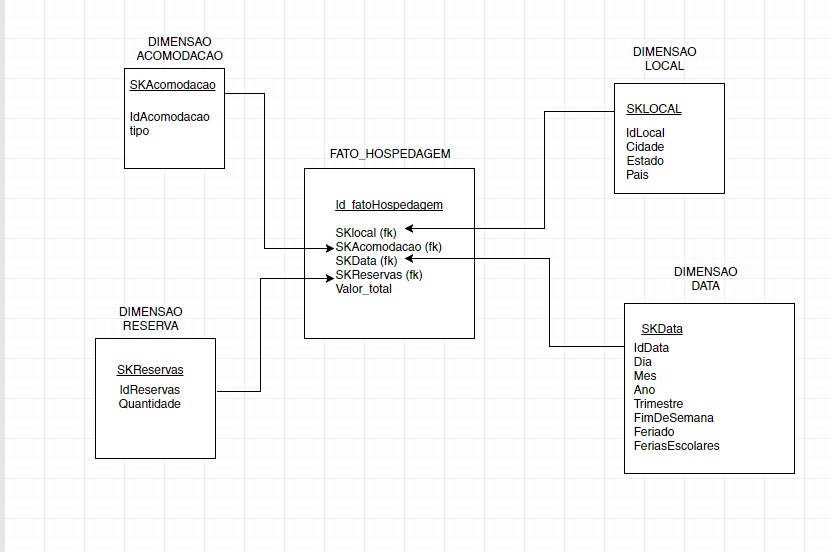 DIMENSAO
ACOMODACAO
SKAcomodacao
IdAcomodacao
tipo
DIMENSAO
LOCAL
SKLOCAL
IdLocal
Cidade
Estado
Pais
FATO_HOSPEDAGEM
Id_fatoHospedagem
SKlocal (fk)
SKAcomodacao (fk)
SKData (fk)
SKReservas (fk)
Valor_total
DIMENSAO
RESERVA
SKReservas
IdReservas
Quantidade
DIMENSAO
DATA
SKData
IdData
Dia
Mes
Ano
Trimestre
FimDeSemana
Feriado
FeriasEscolares